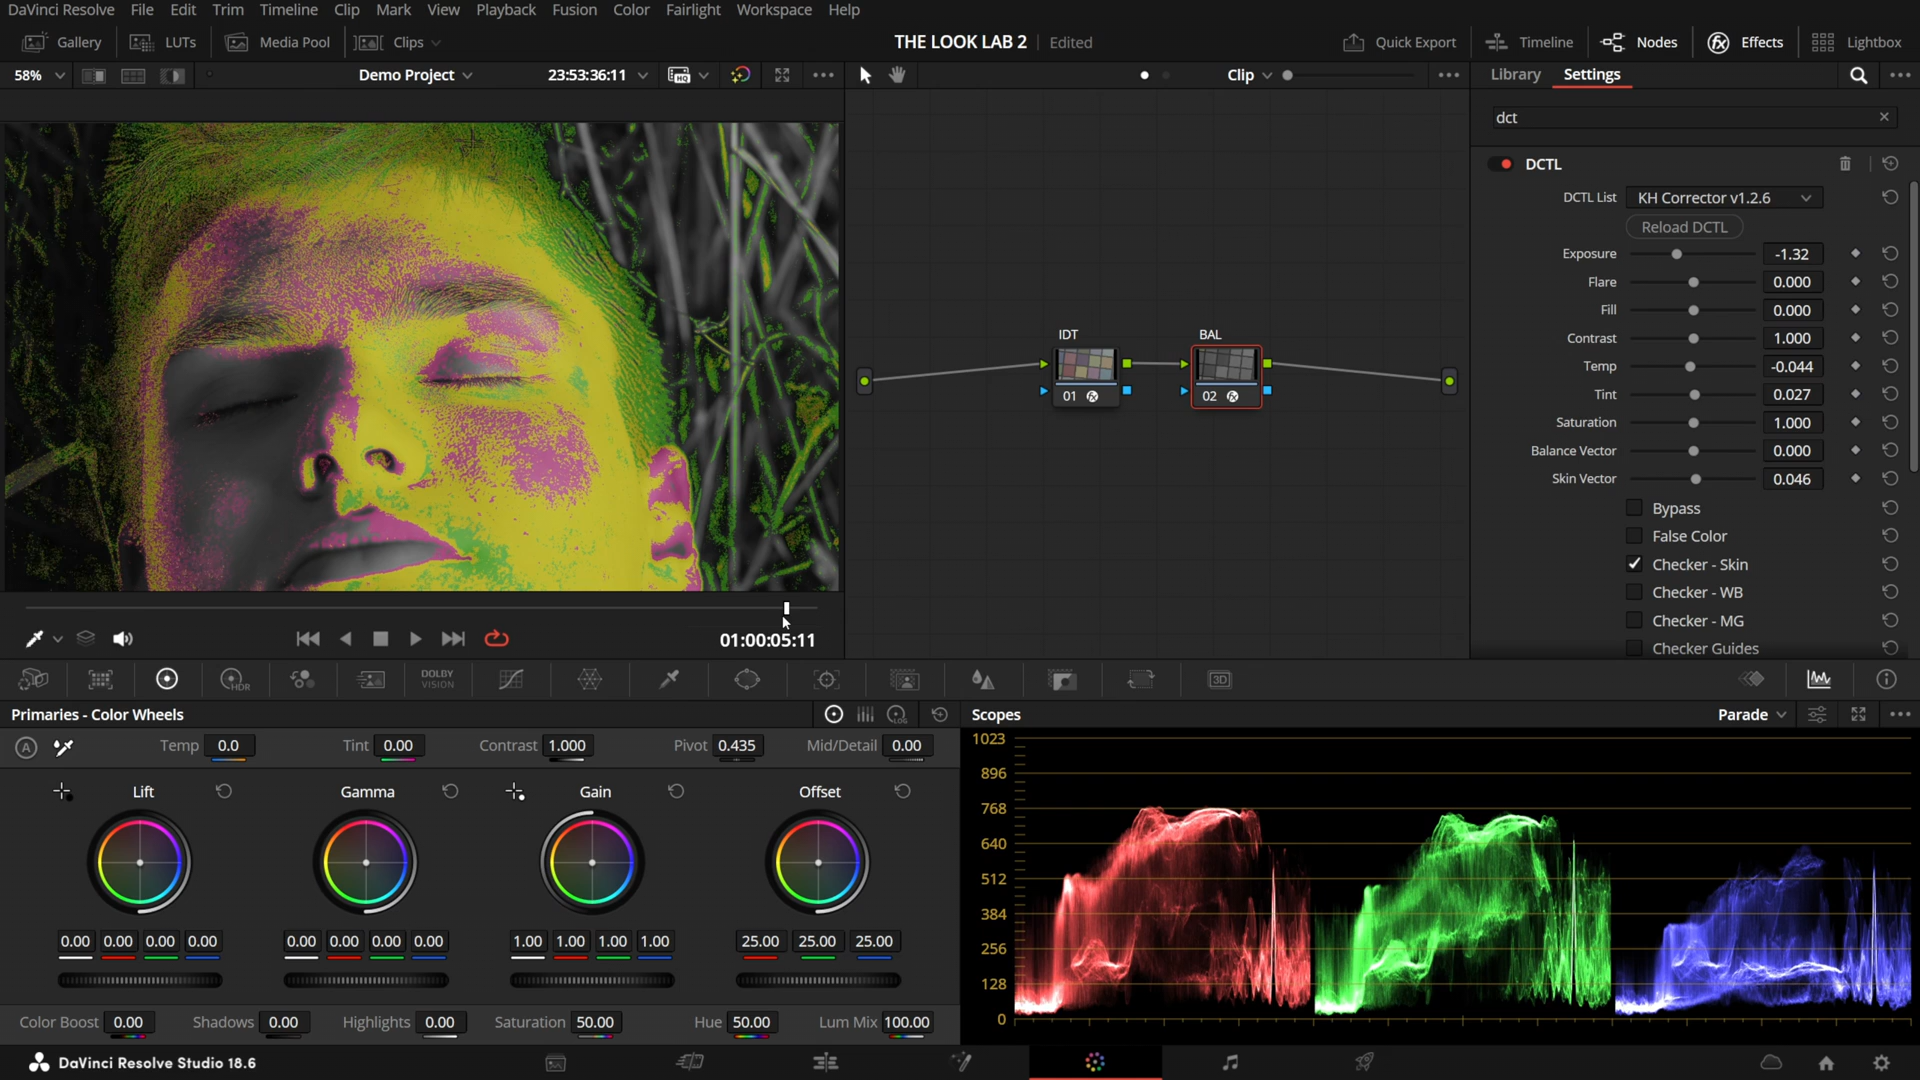 DaVinci Resolve File Edit Trim Timeline Clip Mark View Playback Fusion Color Fairlight Workspace Help
Gallery LUTs Media Pool Clips THE LOOK LAB 2 Edited Quick Export Timeline Nodes Effects Lightbox
58% Demo Project 23:53:36:11 HQ Clip Library Settings
dct
DCTL
DCTL List KH Corrector v1.2.6
Reload DCTL
Exposure -1.32
Flare 0.000
Fill 0.000
Contrast 1.000
Temp -0.044
Tint 0.027
Saturation 1.000
Balance Vector 0.000
Skin Vector 0.046
Bypass
False Color
Checker - Skin
Checker - WB
Checker - MG
Checker Guides
IDT BAL
01 fx 02 fx
01:00:05:11
HDR DOLBY VISION 3D
Primaries - Color Wheels LOG Scopes Parade
A Temp 0.0 Tint 0.00 Contrast 1.000 Pivot 0.435 Mid/Detail 0.00
Lift Gamma Gain Offset
0.00 0.00 0.00 0.00 0.00 0.00 0.00 0.00 1.00 1.00 1.00 1.00 25.00 25.00 25.00
Color Boost 0.00 Shadows 0.00 Highlights 0.00 Saturation 50.00 Hue 50.00 Lum Mix 100.00
1023
896
768
640
512
384
256
128
0
DaVinci Resolve Studio 18.6